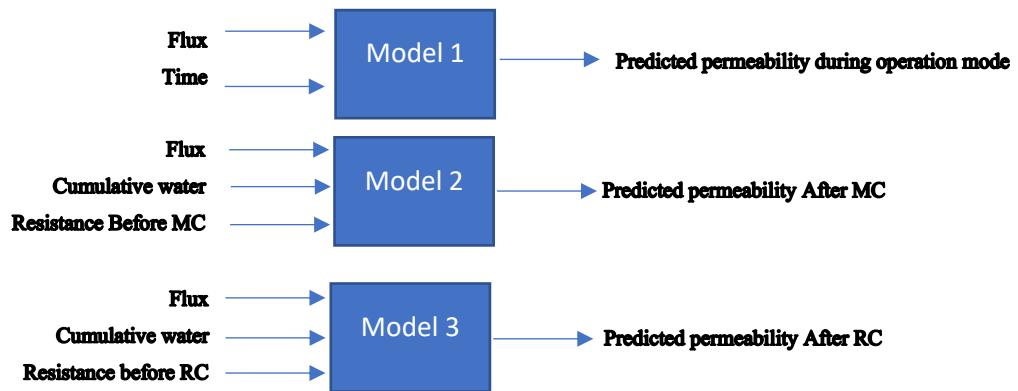 Flux
Time
Model 1
Predicted permeability during operation mode
Flux
Cumulative water
Resistance Before MC
Model 2
Predicted permeability After MC
Flux
Cumulative water
Resistance before RC
Model 3
Predicted permeability After RC